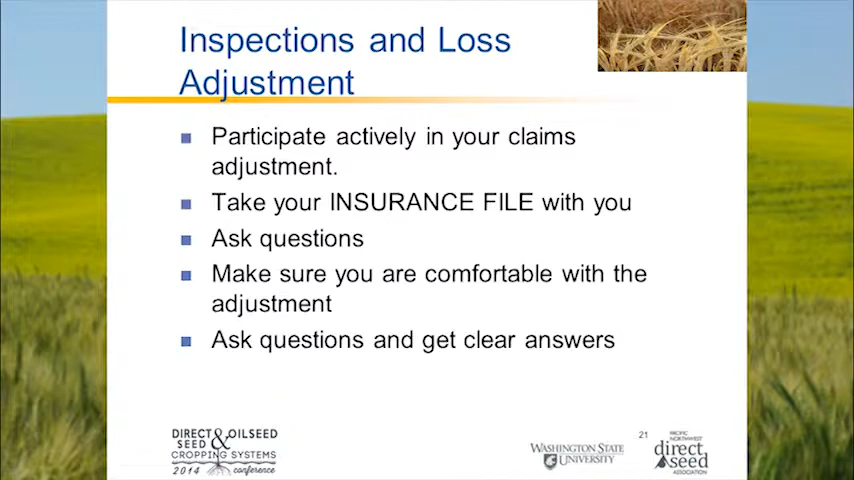 Inspections and Loss
Adjustment
Participate actively in your claims
adjustment.
Take your INSURANCE FILE with you
Ask questions
Make sure you are comfortable with the
adjustment
Ask questions and get clear answers
DIRECT & OILSEED
SEED
CROPPING SYSTEMS
2014 conference
WASHINGTON STATE
UNIVERSITY
21
PACIFIC
NORTHWEST
direct
seed
ASSOCIATION